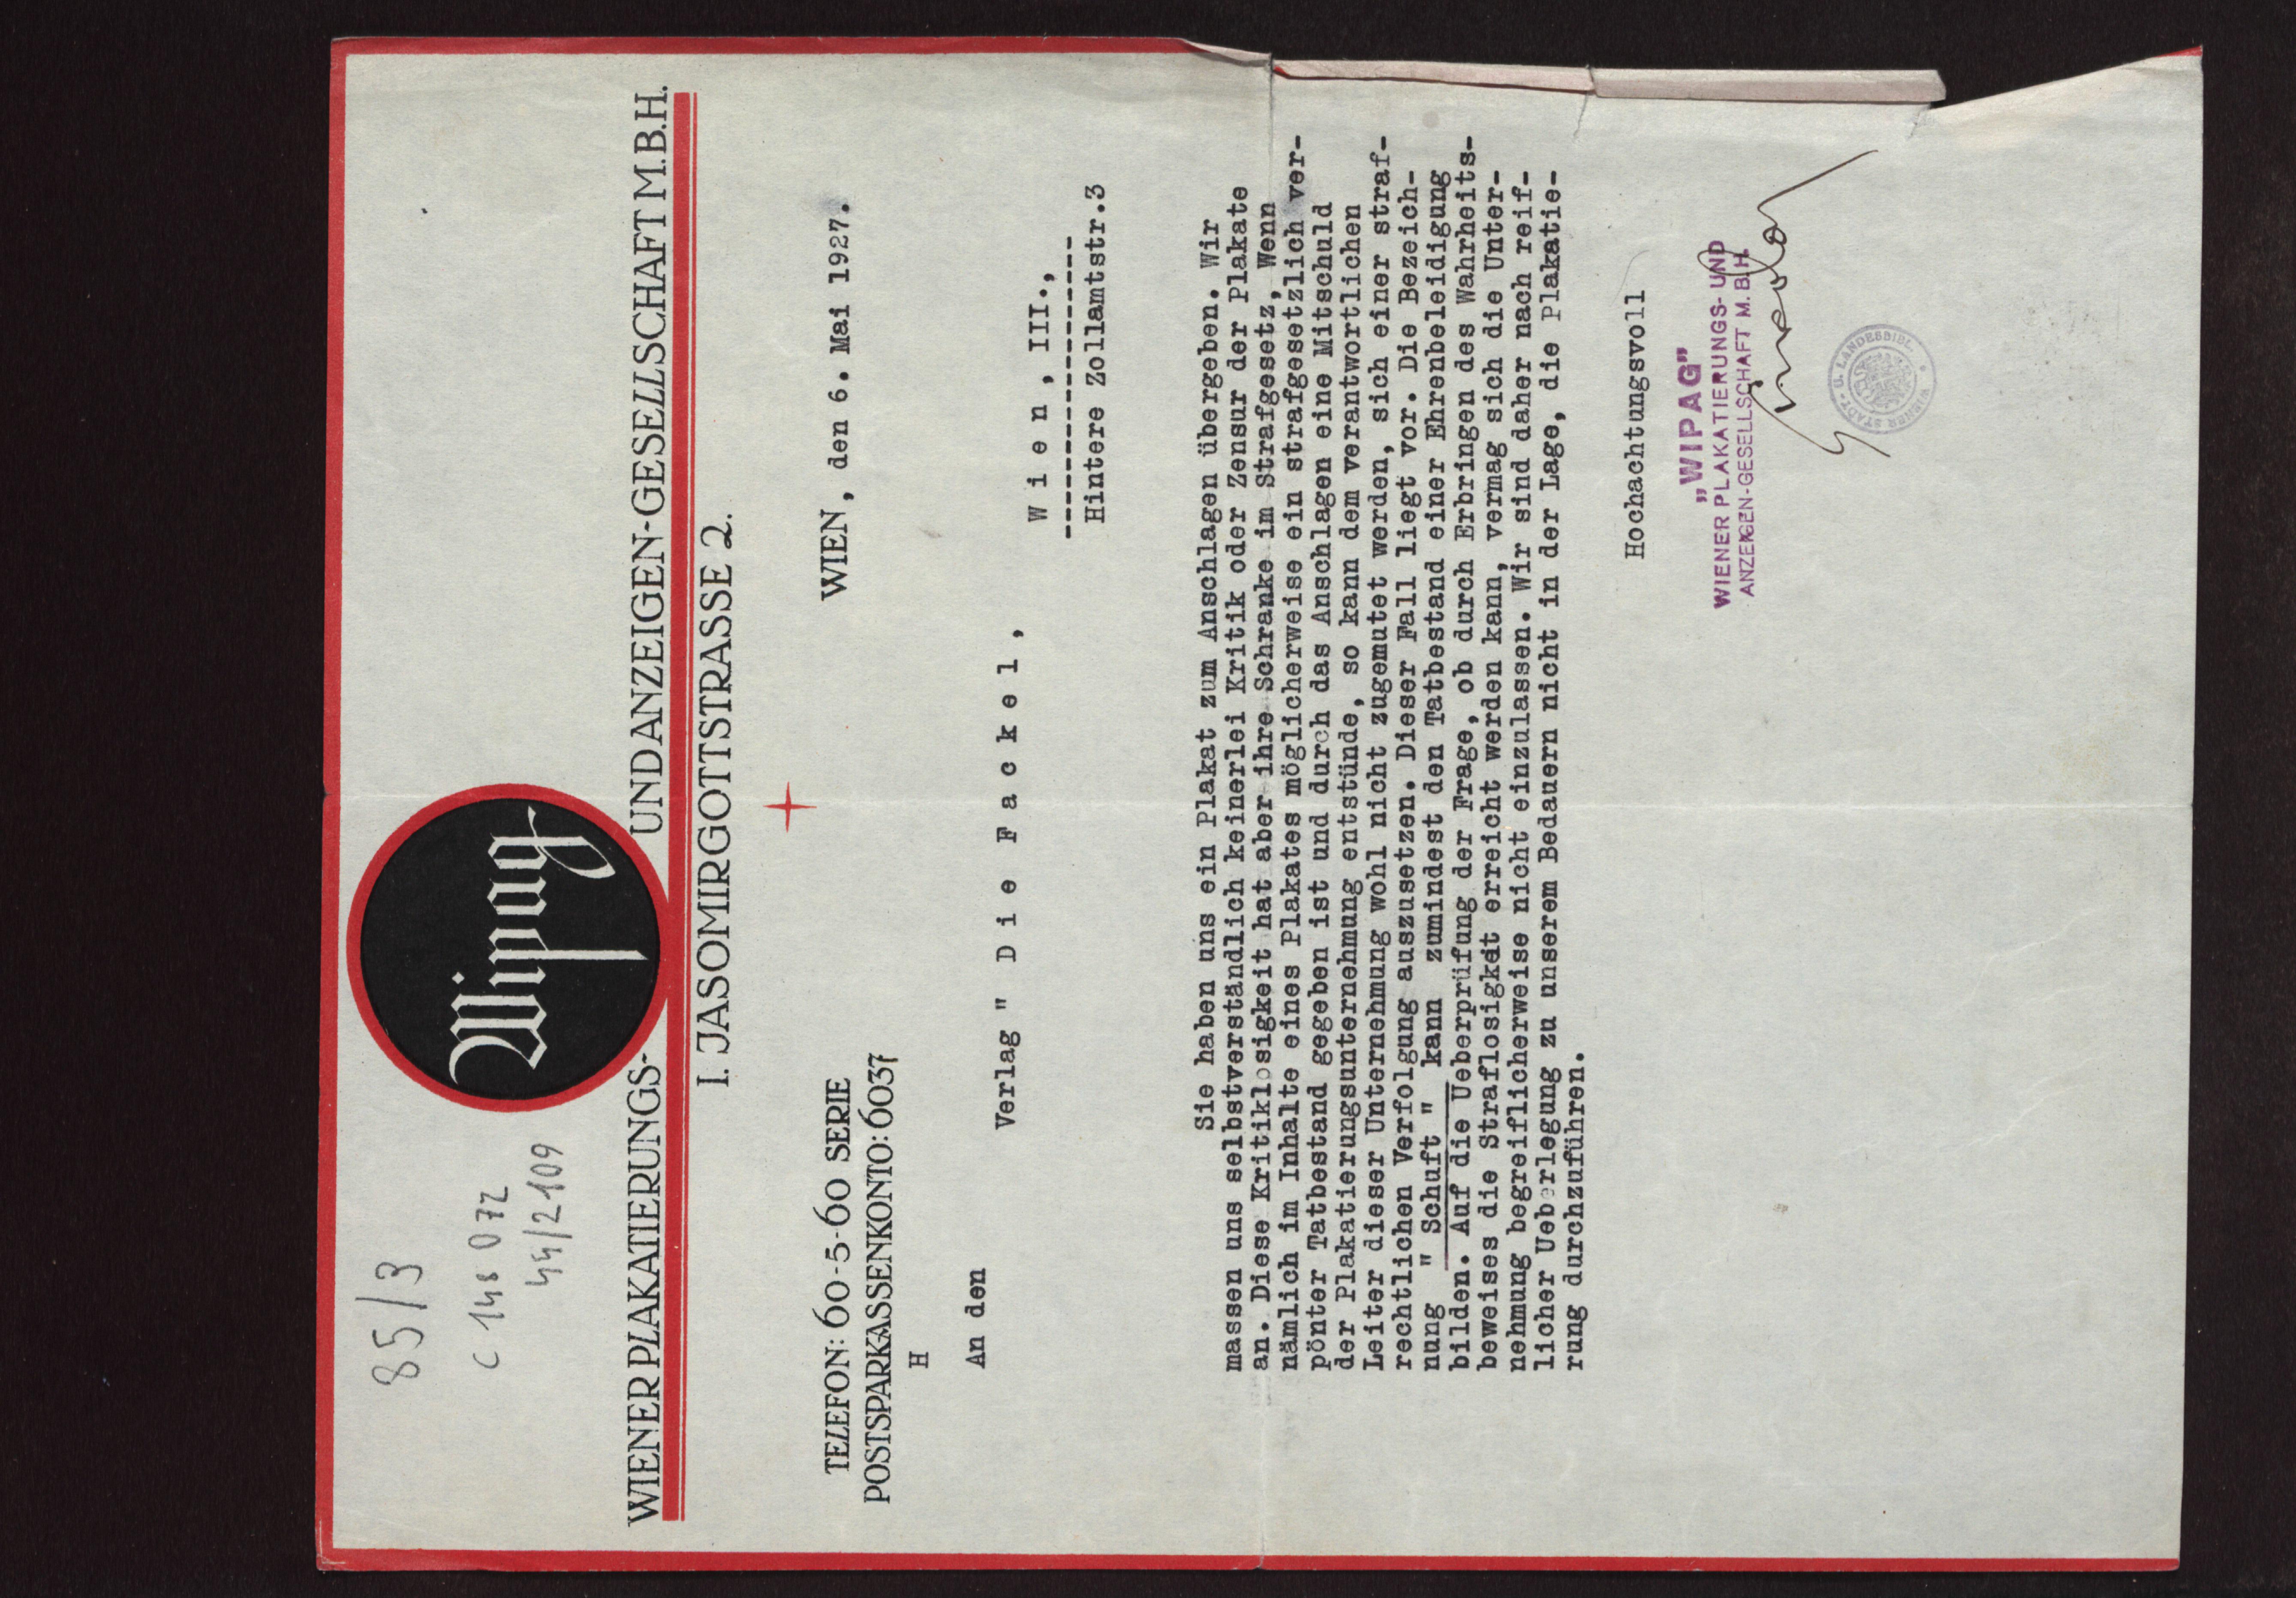 85/3
C 148 072
44/2109
Wipag
WIENER PLAKATIERUNGS- UND ANZEIGEN-GESELLSCHAFT M.B.H.
I. JASOMIRGOTTSTRASSE 2.
TELEFON: 60-5-60 SERIE
POSTSPARKASSENKONTO: 6037
WIEN, den 6. Mai 1927.
H
An den
Verlag " D i e F a c k e l ,
W i e n , III.,
-------------------
Hintere Zollamtstr.3
Sie haben uns ein Plakat zum Anschlagen übergeben. Wir
massen uns selbstverständlich keinerlei Kritik oder Zensur der Plakate
an. Diese Kritiklosigkeit hat aber ihre Schranke im Strafgesetz, Wenn
nämlich im Inhalte eines Plakates möglicherweise ein strafgesetzlich ver-
pönter Tatbestand gegeben ist und durch das Anschlagen eine Mitschuld
der Plakatierungsunternehmung entstünde, so kann dem verantwortlichen
Leiter dieser Unternehmung wohl nicht zugemutet werden, sich einer straf-
rechtlichen Verfolgung auszusetzen. Dieser Fall liegt vor. Die Bezeich-
nung " Schuft " kann zumindest den Tatbestand einer Ehrenbeleidigung
bilden. Auf die Ueberprüfung der Frage, ob durch Erbringen des Wahrheits-
beweises die Straflosigkeit erreicht werden kann, vermag sich die Unter-
nehmung begreiflicherweise nicht einzulassen. Wir sind daher nach reif-
licher Ueberlegung zu unserem Bedauern nicht in der Lage, die Plakatie-
rung durchzuführen.
Hochachtungsvoll
„WIPAG"
WIENER PLAKATIERUNGS- UND
ANZEIGEN-GESELLSCHAFT M. B. H.
WIENER STADT- U. LANDESBIBL.